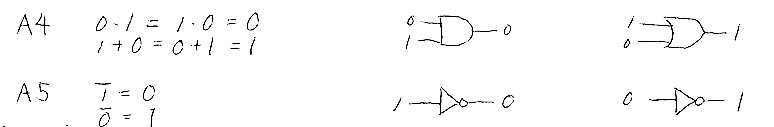 A4 0·1 = 1·0 = 0
1+0 = 0+1 = 1
0 1 0
1 0 1
A5 1̅ = 0
0̅ = 1
1 0
0 1